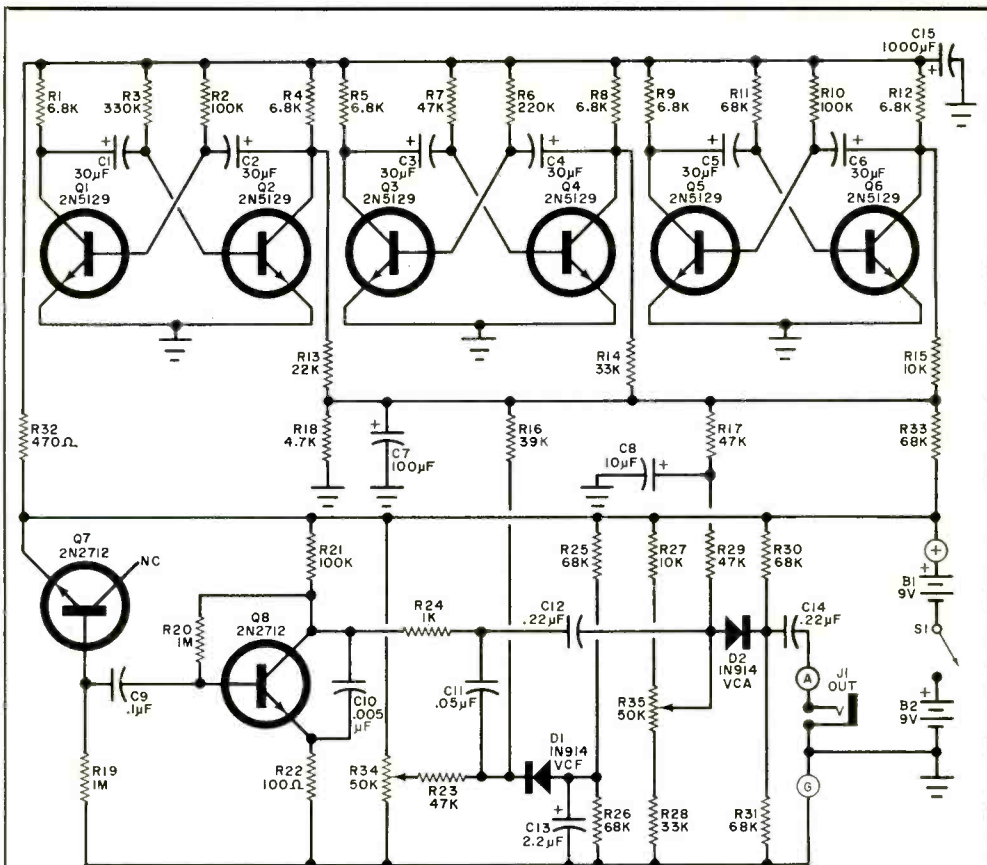 C15
1000µF
+
R1
6.8K
R3
330K
R2
100K
R4
6.8K
R5
6.8K
R7
47K
R6
220K
R8
6.8K
R9
6.8K
R11
68K
R10
100K
R12
6.8K
+
C1
30µF
+
C2
30µF
+
C3
30µF
+
C4
30µF
+
C5
30µF
+
C6
30µF
Q1
2N5129
Q2
2N5129
Q3
2N5129
Q4
2N5129
Q5
2N5129
Q6
2N5129
R13
22K
R14
33K
R15
10K
R32
470Ω
R18
4.7K
+
C7
100µF
R16
39K
C8
10µF
+
R17
47K
R33
68K
Q7
2N2712
NC
R21
100K
R25
68K
R27
10K
R29
47K
R30
68K
+
+
B1
9V
R20
1M
Q8
2N2712
R24
1K
C12
.22µF
C14
.22µF
D2
1N914
VCA
S1
C9
.1µF
C10
.005
µF
C11
.05µF
R35
50K
A
J1
OUT
+
B2
9V
R19
1M
R22
100Ω
R34
50K
R23
47K
D1
1N914
VCF
+
C13
2.2µF
R26
68K
R28
33K
R31
68K
G